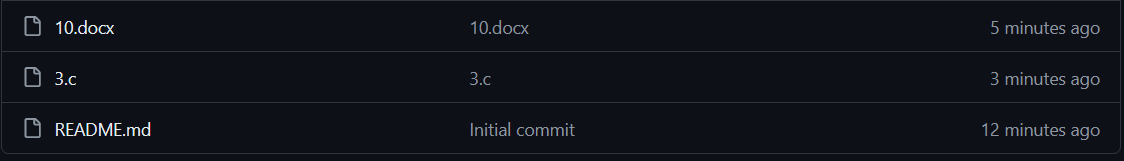 10.docx 10.docx 5 minutes ago
3.c 3.c 3 minutes ago
README.md Initial commit 12 minutes ago